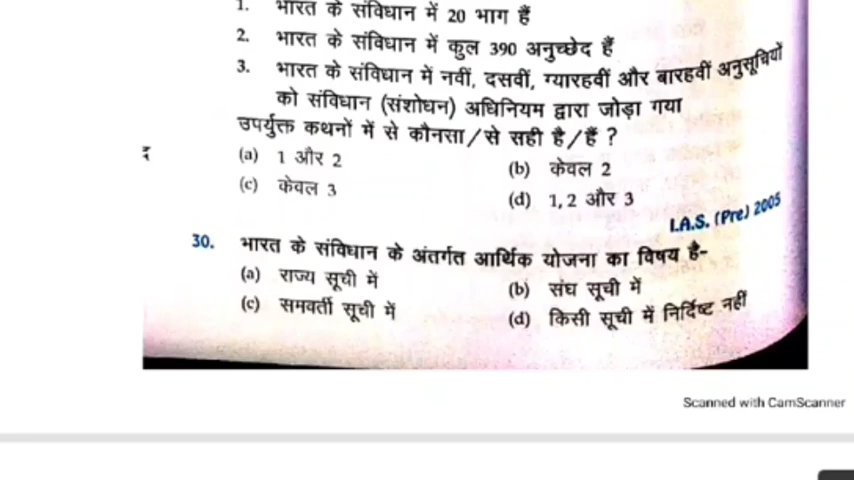 1. भारत के संविधान में 20 भाग हैं
2. भारत के संविधान में कुल 390 अनुच्छेद हैं
3. भारत के संविधान में नवीं, दसवीं, ग्यारहवीं और बारहवीं अनुसूचियों
को संविधान (संशोधन) अधिनियम द्वारा जोड़ा गया
उपर्युक्त कथनों में से कौनसा/से सही है/हैं ?
(a) 1 और 2 (b) केवल 2
(c) केवल 3 (d) 1, 2 और 3
I.A.S. (Pre) 2005
30. भारत के संविधान के अंतर्गत आर्थिक योजना का विषय है-
(a) राज्य सूची में (b) संघ सूची में
(c) समवर्ती सूची में (d) किसी सूची में निर्दिष्ट नहीं
Scanned with CamScanner